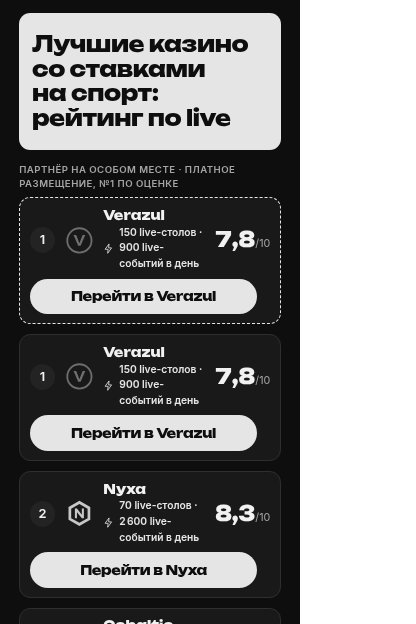 Лучшие казино
со ставками
на спорт:
рейтинг по live
ПАРТНЁР НА ОСОБОМ МЕСТЕ · ПЛАТНОЕ
РАЗМЕЩЕНИЕ, №1 ПО ОЦЕНКЕ
1
V
Verazul
150 live-столов ·
900 live-
событий в день
7,8/10
Перейти в Verazul
1
V
Verazul
150 live-столов ·
900 live-
событий в день
7,8/10
Перейти в Verazul
2
N
Nyxa
70 live-столов ·
2 600 live-
событий в день
8,3/10
Перейти в Nyxa